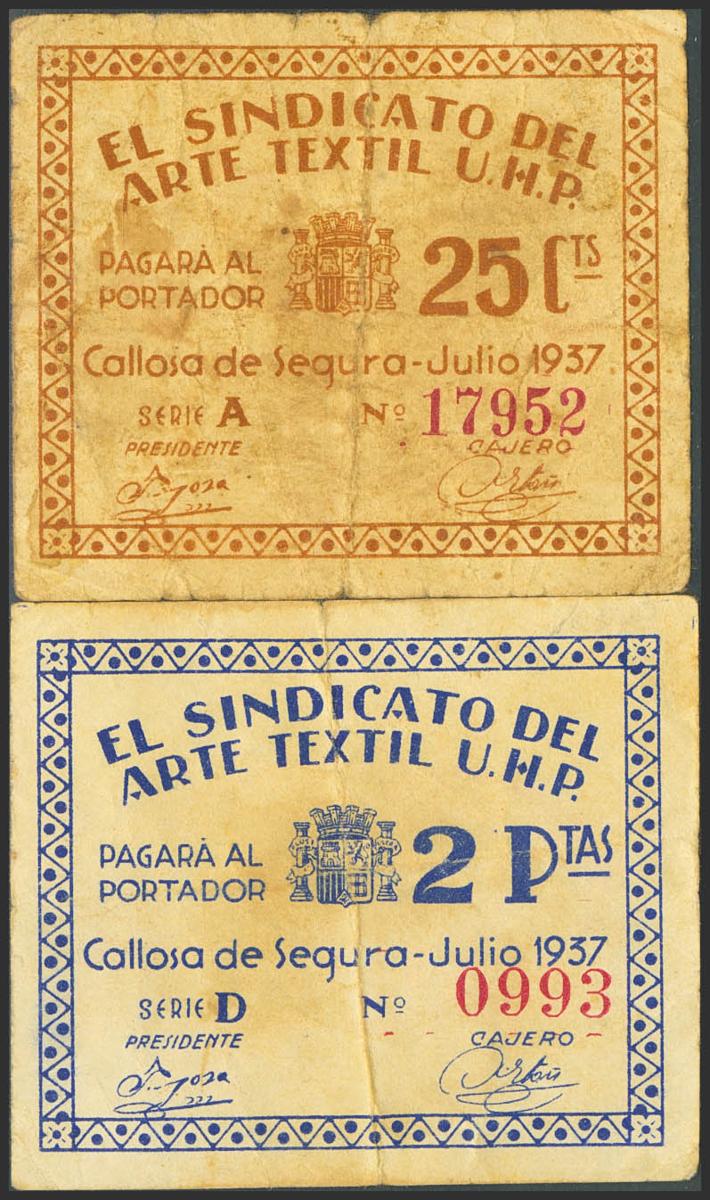 EL SINDICATO DEL
ARTE TEXTIL U.H.P.
PAGARÀ AL
PORTADOR
25 CTS
Callosa de Segura-Julio 1937
SERIE A Nº 17952
PRESIDENTE CAJERO
EL SINDICATO DEL
ARTE TEXTIL U.H.P.
PAGARÀ AL
PORTADOR
2 PTAS
Callosa de Segura-Julio 1937
SERIE D Nº 0993
PRESIDENTE CAJERO